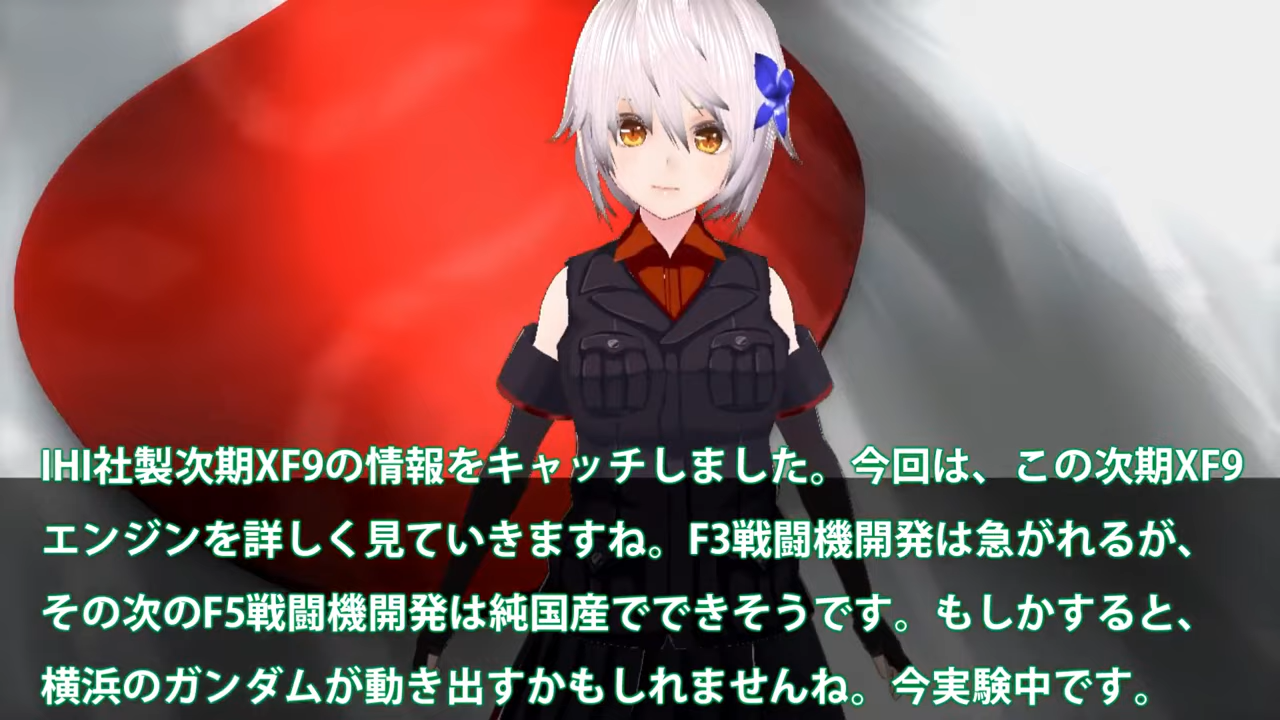 IHI社製次期XF9の情報をキャッチしました。今回は、この次期XF9
エンジンを詳しく見ていきますね。F3戦闘機開発は急がれるが、
その次のF5戦闘機開発は純国産でできそうです。もしかすると、
横浜のガンダムが動き出すかもしれませんね。今実験中です。